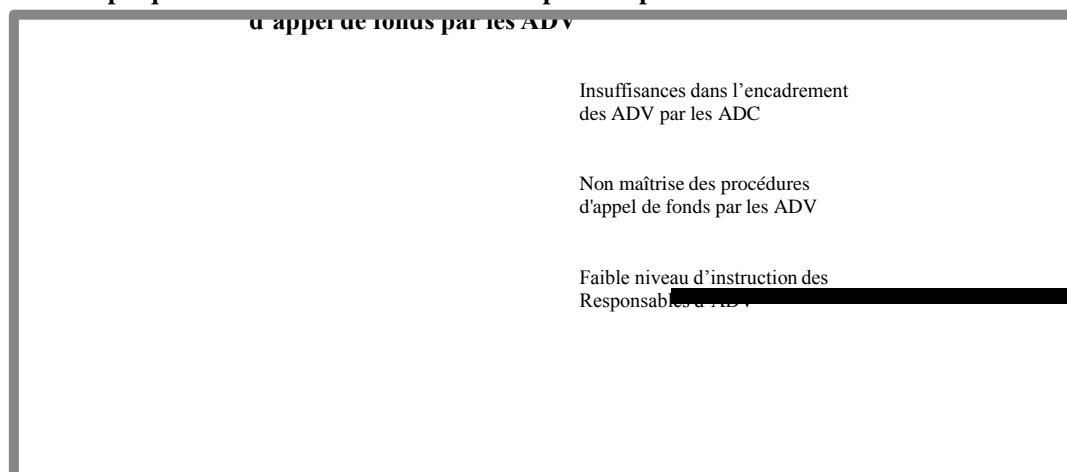 d'appel de fonds par les ADV
Insuffisances dans l’encadrement
des ADV par les ADC
Non maîtrise des procédures
d'appel de fonds par les ADV
Faible niveau d’instruction des
Responsables d’ADV